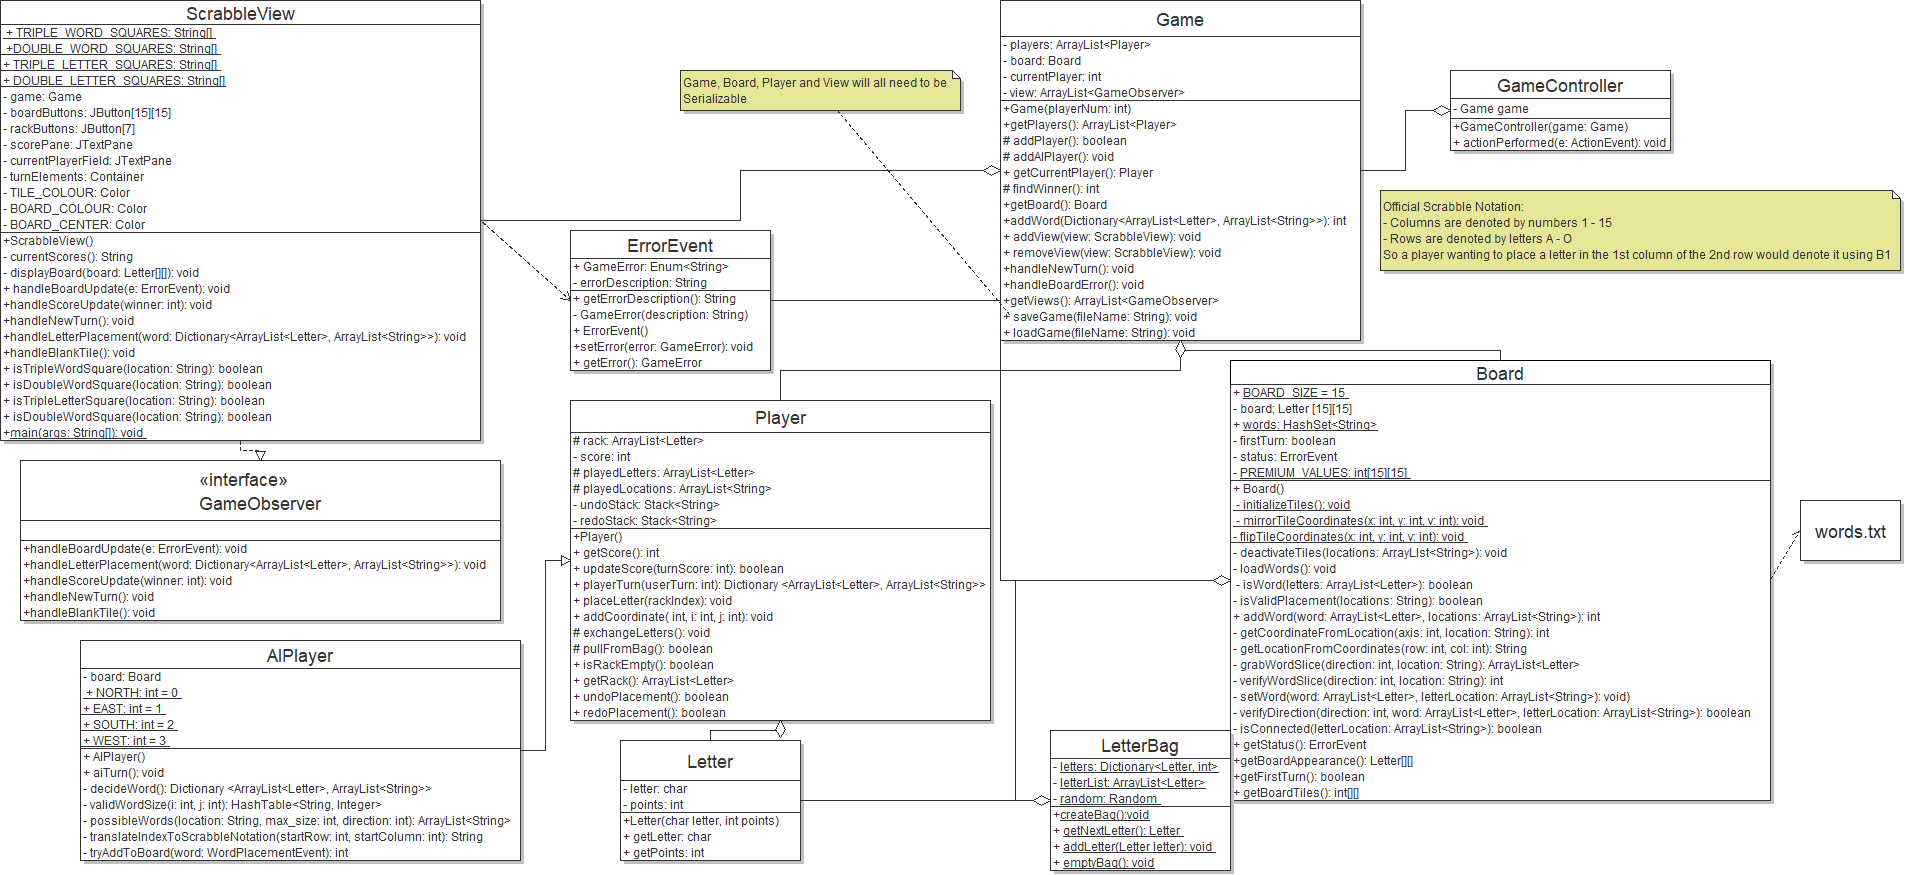 ScrabbleView
+ TRIPLE_WORD_SQUARES: String[]
+DOUBLE_WORD_SQUARES: String[]
+ TRIPLE_LETTER_SQUARES: String[]
+ DOUBLE_LETTER_SQUARES: String[]
- game: Game
- boardButtons: JButton[15][15]
- rackButtons: JButton[7]
- scorePane: JTextPane
- currentPlayerField: JTextPane
- turnElements: Container
- TILE_COLOUR: Color
- BOARD_COLOUR: Color
- BOARD_CENTER: Color
+ScrabbleView()
- currentScores(): String
- displayBoard(board: Letter[][]): void
+ handleBoardUpdate(e: ErrorEvent): void
+handleScoreUpdate(winner: int): void
+handleNewTurn(): void
+handleLetterPlacement(word: Dictionary<ArrayList<Letter>, ArrayList<String>>): void
+handleBlankTile(): void
+ isTripleWordSquare(location: String): boolean
+ isDoubleWordSquare(location: String): boolean
+ isTripleLetterSquare(location: String): boolean
+ isDoubleWordSquare(location: String): boolean
+main(args: String[]): void
«interface»
GameObserver
+handleBoardUpdate(e: ErrorEvent): void
+handleLetterPlacement(word: Dictionary<ArrayList<Letter>, ArrayList<String>>): void
+handleScoreUpdate(winner: int): void
+handleNewTurn(): void
+handleBlankTile(): void
AIPlayer
- board: Board
+ NORTH: int = 0
+ EAST: int = 1
+ SOUTH: int = 2
+ WEST: int = 3
+ AIPlayer()
+ aiTurn(): void
- decideWord(): Dictionary <ArrayList<Letter>, ArrayList<String>>
- validWordSize(i: int, j: int): HashTable<String, Integer>
- possibleWords(location: String, max_size: int, direction: int): ArrayList<String>
- translateIndexToScrabbleNotation(startRow: int, startColumn: int): String
- tryAddToBoard(word: WordPlacementEvent): int
Game, Board, Player and View will all need to be
Serializable
ErrorEvent
+ GameError: Enum<String>
- errorDescription: String
+ getErrorDescription(): String
- GameError(description: String)
+ ErrorEvent()
+setError(error: GameError): void
+ getError(): GameError
Player
# rack: ArrayList<Letter>
- score: int
# playedLetters: ArrayList<Letter>
# playedLocations: ArrayList<String>
- undoStack: Stack<String>
- redoStack: Stack<String>
+Player()
+ getScore(): int
+ updateScore(turnScore: int): boolean
+ playerTurn(userTurn: int): Dictionary <ArrayList<Letter>, ArrayList<String>>
+ placeLetter(rackIndex): void
+ addCoordinate( int, i: int, j: int): void
# exchangeLetters(): void
# pullFromBag(): boolean
+ isRackEmpty(): boolean
+ getRack(): ArrayList<Letter>
+ undoPlacement(): boolean
+ redoPlacement(): boolean
Letter
- letter: char
- points: int
+Letter(char letter, int points)
+ getLetter: char
+ getPoints: int
Game
- players: ArrayList<Player>
- board: Board
- currentPlayer: int
- view: ArrayList<GameObserver>
+Game(playerNum: int)
+getPlayers(): ArrayList<Player>
# addPlayer(): boolean
# addAIPlayer(): void
+ getCurrentPlayer(): Player
# findWinner(): int
+getBoard(): Board
+addWord(Dictionary<ArrayList<Letter>, ArrayList<String>>): int
+ addView(view: ScrabbleView): void
+ removeView(view: ScrabbleView): void
+handleNewTurn(): void
+handleBoardError(): void
+getViews(): ArrayList<GameObserver>
+ saveGame(fileName: String): void
+ loadGame(fileName: String): void
GameController
- Game game
+GameController(game: Game)
+ actionPerformed(e: ActionEvent): void
Official Scrabble Notation:
- Columns are denoted by numbers 1 - 15
- Rows are denoted by letters A - O
So a player wanting to place a letter in the 1st column of the 2nd row would denote it using B1
Board
+ BOARD_SIZE = 15
- board; Letter [15][15]
+ words: HashSet<String>
- firstTurn: boolean
- status: ErrorEvent
- PREMIUM_VALUES: int[15][15]
+ Board()
- initializeTiles(): void
- mirrorTileCoordinates(x: int, y: int, v: int): void
- flipTileCoordinates(x: int, y: int, v: int): void
- deactivateTiles(locations: ArrayList<String>): void
- loadWords(): void
- isWord(letters: ArrayList<Letter>): boolean
- isValidPlacement(locations: String): boolean
+ addWord(word: ArrayList<Letter>, locations: ArrayList<String>): int
- getCoordinateFromLocation(axis: int, location: String): int
- getLocationFromCoordinates(row: int, col: int): String
- grabWordSlice(direction: int, location: String): ArrayList<Letter>
- verifyWordSlice(direction: int, location: String): int
- setWord(word: ArrayList<Letter>, letterLocation: ArrayList<String>): void)
- verifyDirection(direction: int, word: ArrayList<Letter>, letterLocation: ArrayList<String>): boolean
- isConnected(letterLocation: ArrayList<String>): boolean
+ getStatus(): ErrorEvent
+getBoardAppearance(): Letter[][]
+getFirstTurn(): boolean
+ getBoardTiles(): int[][]
words.txt
LetterBag
- letters: Dictionary<Letter, int>
- letterList: ArrayList<Letter>
- random: Random
+createBag():void
+ getNextLetter(): Letter
+ addLetter(Letter letter): void
+ emptyBag(): void